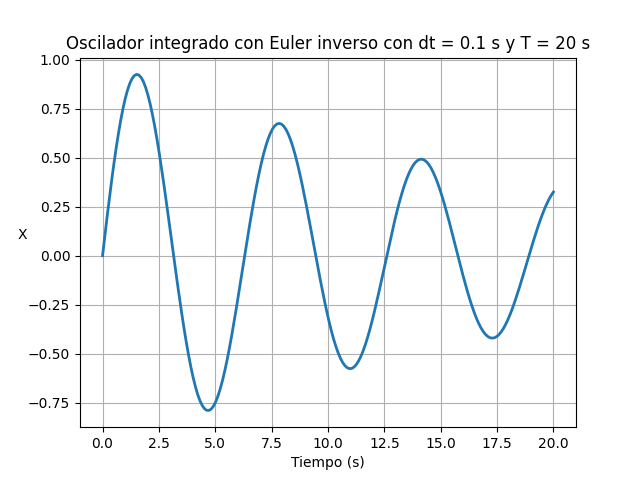 Oscilador integrado con Euler inverso con dt = 0.1 s y T = 20 s
1.00
0.75
0.50
0.25
X
0.00
−0.25
−0.50
−0.75
0.0 2.5 5.0 7.5 10.0 12.5 15.0 17.5 20.0
Tiempo (s)